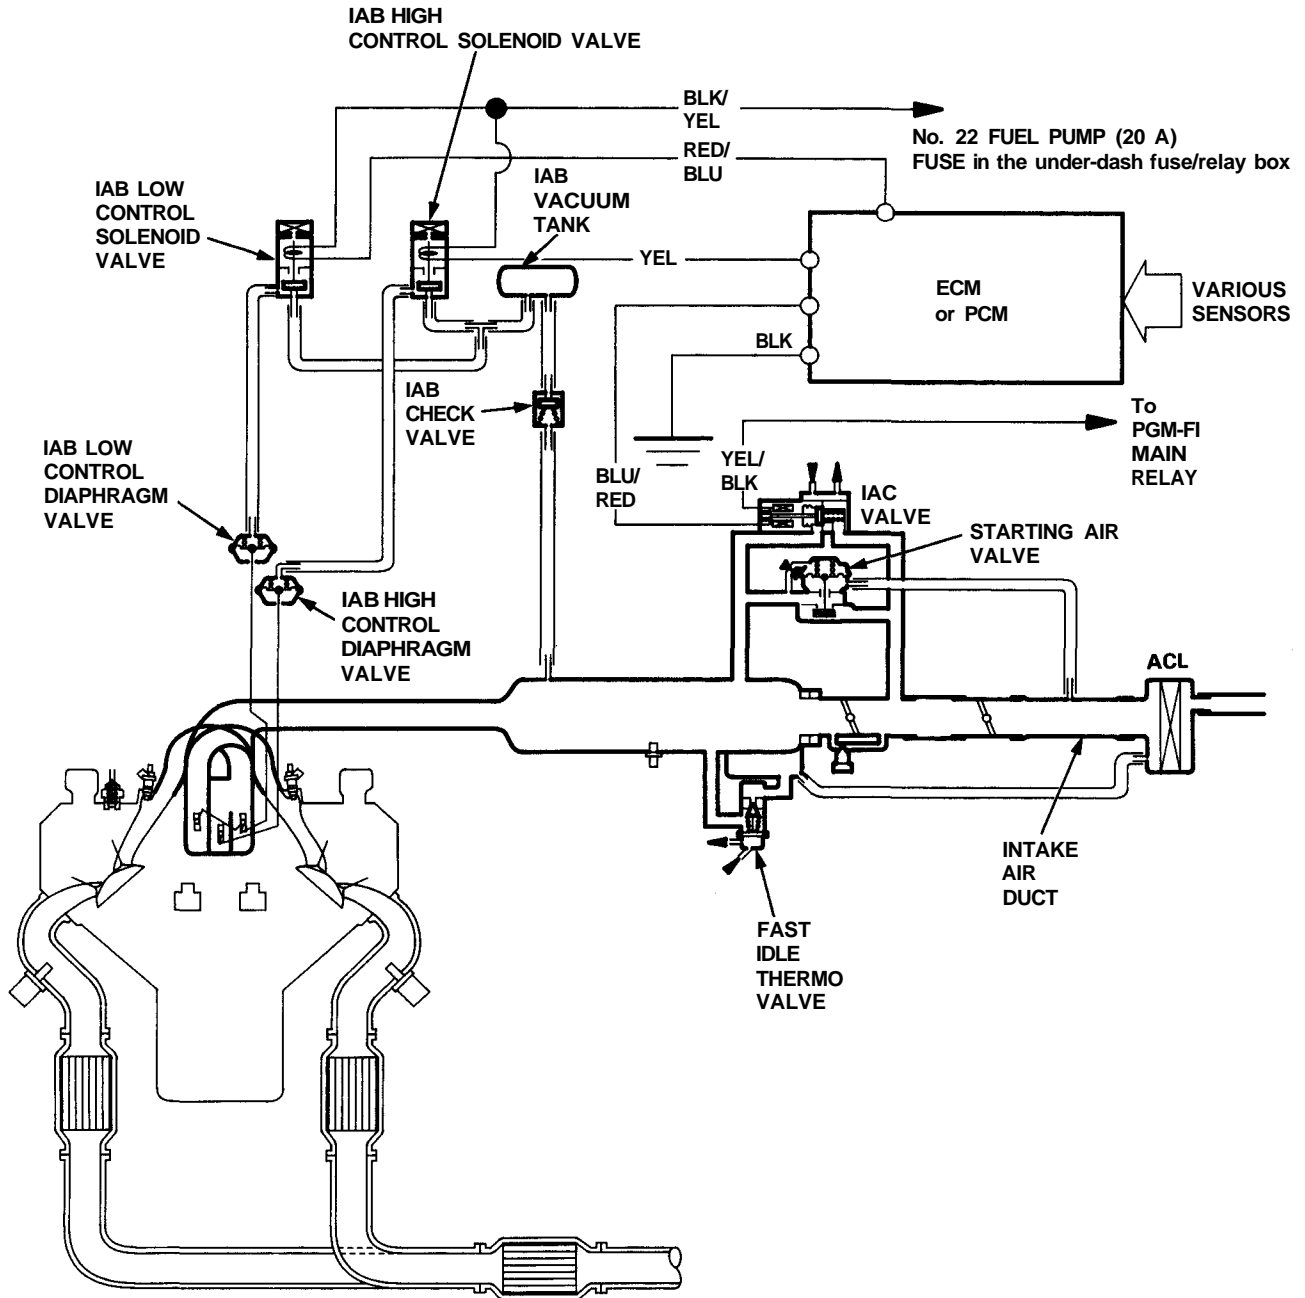 IAB HIGH
CONTROL SOLENOID VALVE
BLK/
YEL
No. 22 FUEL PUMP (20 A)
FUSE in the under-dash fuse/relay box
RED/
BLU
IAB
VACUUM
TANK
IAB LOW
CONTROL
SOLENOID
VALVE
YEL
ECM
or PCM
VARIOUS
SENSORS
BLK
IAB
CHECK
VALVE
To
PGM-FI
MAIN
RELAY
IAB LOW
CONTROL
DIAPHRAGM
VALVE
BLU/
RED
YEL/
BLK
IAC
VALVE
STARTING AIR
VALVE
IAB HIGH
CONTROL
DIAPHRAGM
VALVE
ACL
INTAKE
AIR
DUCT
FAST
IDLE
THERMO
VALVE